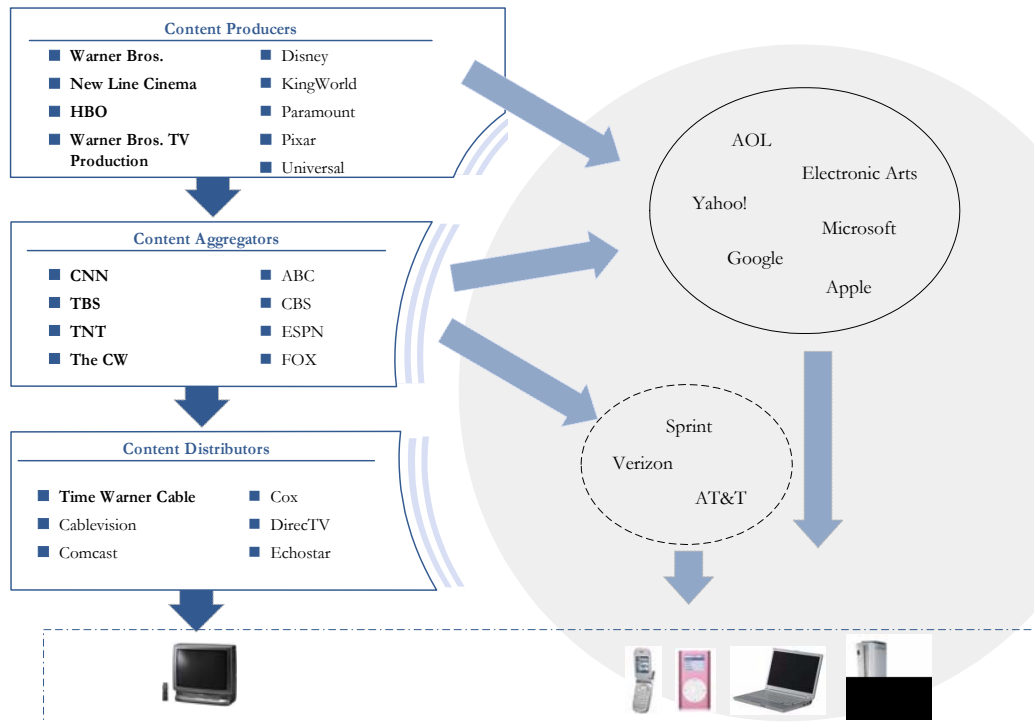 Content Producers
Warner Bros.
New Line Cinema
HBO
Warner Bros. TV
Production
Disney
KingWorld
Paramount
Pixar
Universal
Content Aggregators
CNN
TBS
TNT
The CW
ABC
CBS
ESPN
FOX
Content Distributors
Time Warner Cable
Cablevision
Comcast
Cox
DirecTV
Echostar
AOL
Electronic Arts
Yahoo!
Microsoft
Google
Apple
Sprint
Verizon
AT&T